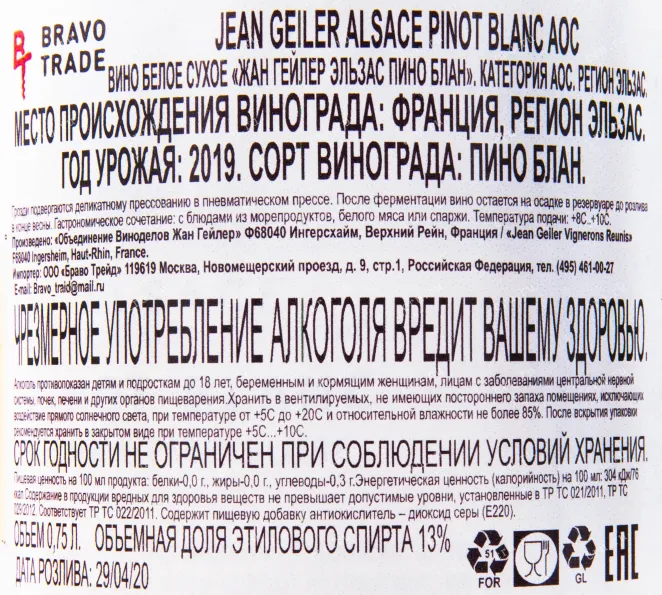 BRAVO
TRADE
JEAN GEILER ALSACE PINOT BLANC AOC
ВИНО БЕЛОЕ СУХОЕ «ЖАН ГЕЙЛЕР ЭЛЬЗАС ПИНО БЛАН». КАТЕГОРИЯ АОС. РЕГИОН ЭЛЬЗАС.
МЕСТО ПРОИСХОЖДЕНИЯ ВИНОГРАДА: ФРАНЦИЯ, РЕГИОН ЭЛЬЗАС.
ГОД УРОЖАЯ: 2019. СОРТ ВИНОГРАДА: ПИНО БЛАН.
Грозди подвергаются деликатному прессованию в пневматическом прессе. После ферментации вино остается на осадке в резервуаре до розлива
в конце весны. Гастрономическое сочетание: с блюдами из морепродуктов, белого мяса или спаржи. Температура подачи: +8С..+10С.
Произведено: «Объединение Виноделов Жан Гейлер» Ф68040 Ингерсхайм, Верхний Рейн, Франция / «Jean Geiler Vignerons Reunis»
F68040 Ingersheim, Haut-Rhin, France.
Импортер: ООО «Браво Трейд» 119619 Москва, Новомещерский проезд, д. 9, стр.1, Российская Федерация, тел. (495) 461-00-27
E-mail: Bravo_traid@mail.ru
ЧРЕЗМЕРНОЕ УПОТРЕБЛЕНИЕ АЛКОГОЛЯ ВРЕДИТ ВАШЕМУ ЗДОРОВЬЮ.
Алкоголь противопоказан детям и подросткам до 18 лет, беременным и кормящим женщинам, лицам с заболеваниями центральной нервной
системы, почек, печени и других органов пищеварения.Хранить в вентилируемых, не имеющих постороннего запаха помещениях, исключающих
воздействие прямого солнечного света, при температуре от +5С до +20С и относительной влажности не более 85%. После вскрытия упаковки
рекомендуется хранить в закрытом виде при температуре +5С...+10С.
СРОК ГОДНОСТИ НЕ ОГРАНИЧЕН ПРИ СОБЛЮДЕНИИ УСЛОВИЙ ХРАНЕНИЯ.
Пищевая ценность на 100 мл продукта: белки-0,0 г., жиры-0,0 г., углеводы-0,3 г.Энергетическая ценность (калорийность) на 100 мл: 304 кДж/76
ккал Содержание в продукции вредных для здоровья веществ не превышает допустимые уровни, установленные в ТР ТС 021/2011, ТР ТС
029/2012. Соответствует ТР ТС 022/2011. Содержит пищевую добавку антиокислитель – диоксид серы (Е220).
ОБЪЕМ 0,75 Л. ОБЪЕМНАЯ ДОЛЯ ЭТИЛОВОГО СПИРТА 13%
ДАТА РОЗЛИВА: 29/04/20
51
FOR
GL
ЕАС